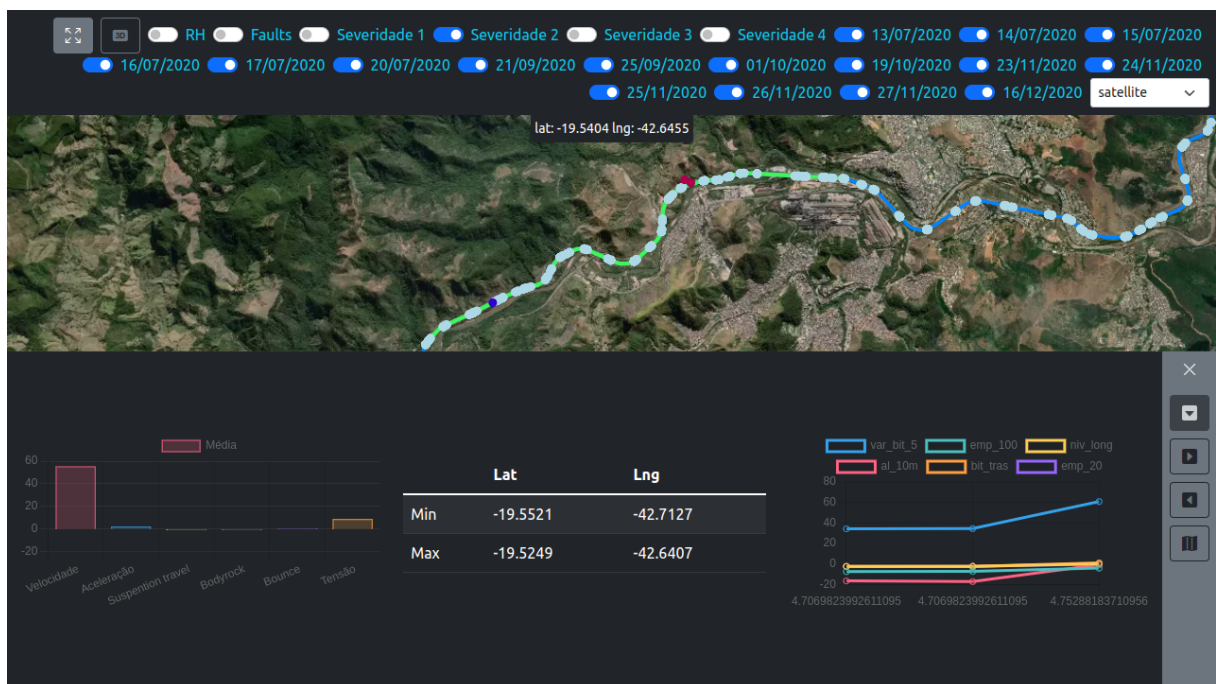 3D RH Faults Severidade 1 Severidade 2 Severidade 3 Severidade 4 13/07/2020 14/07/2020 15/07/2020
16/07/2020 17/07/2020 20/07/2020 21/09/2020 25/09/2020 01/10/2020 19/10/2020 23/11/2020 24/11/2020
25/11/2020 26/11/2020 27/11/2020 16/12/2020 satellite
lat: -19.5404 lng: -42.6455
Média
60
40
20
0
-20
Velocidade Aceleração Suspention travel Bodyrock Bounce Tensão
Lat Lng
Min -19.5521 -42.7127
Max -19.5249 -42.6407
var_bit_5 emp_100 niv_long
al_10m bit_tras emp_20
80
60
40
20
0
-20
4.7069823992611095 4.7069823992611095 4.75288183710956